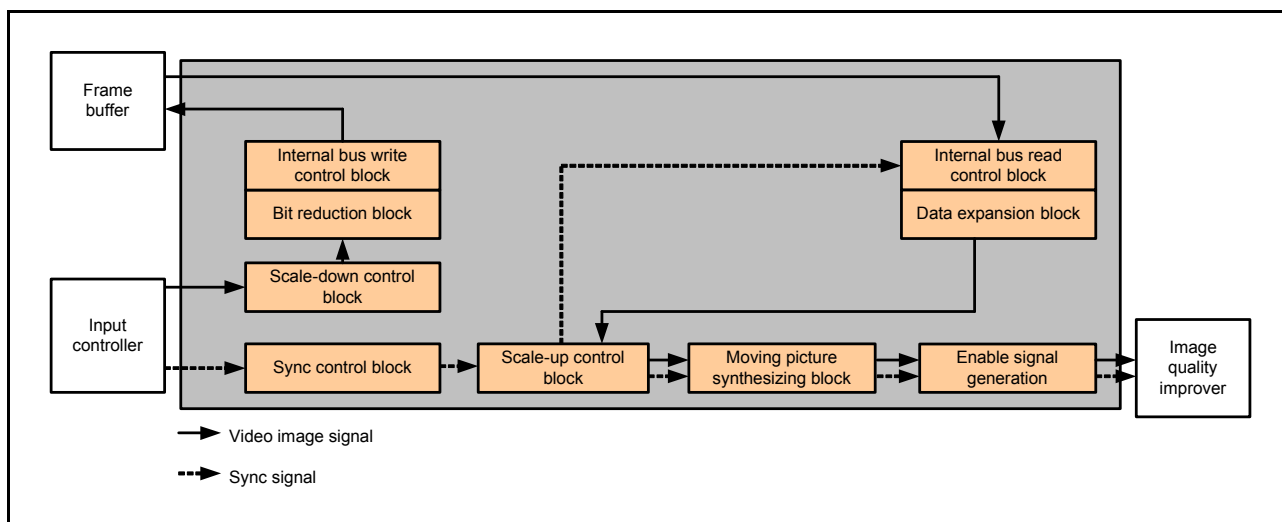 Frame
buffer
Internal bus write
control block
Bit reduction block
Internal bus read
control block
Data expansion block
Scale-down control
block
Input
controller
Sync control block
Scale-up control
block
Moving picture
synthesizing block
Enable signal
generation
Image
quality
improver
Video image signal
Sync signal